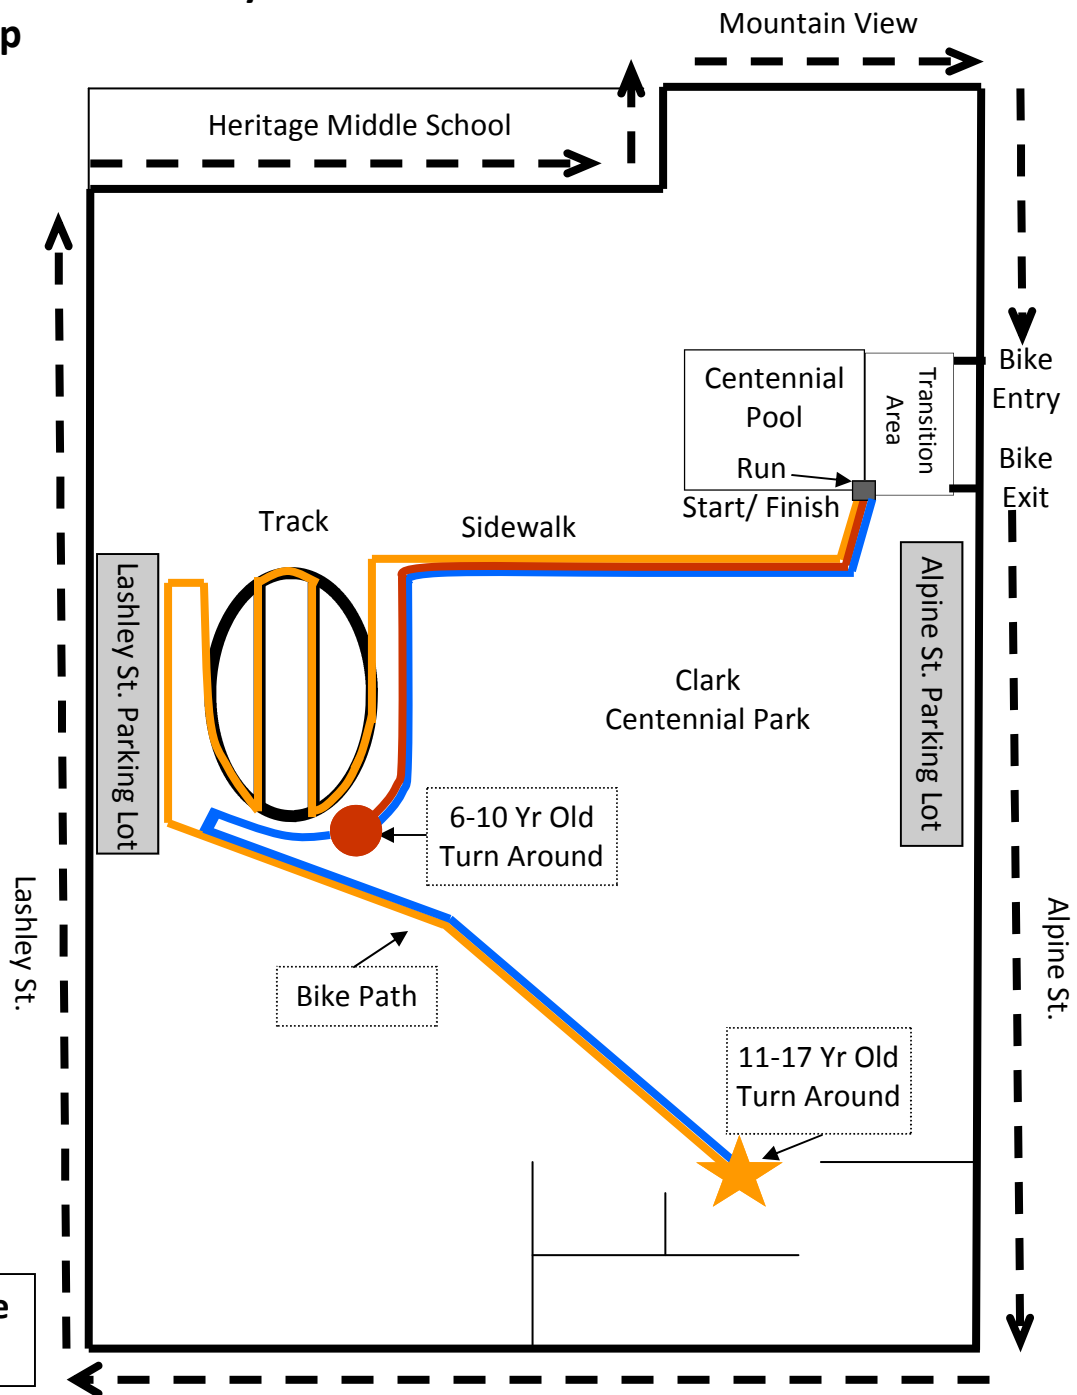 p
Mountain View
Heritage Middle School
Centennial
Pool
Transition
Area
Bike
Entry
Run
Start/ Finish
Bike
Exit
Track
Sidewalk
Lashley St. Parking Lot
Alpine St. Parking Lot
Clark
Centennial Park
6-10 Yr Old
Turn Around
Lashley St.
Alpine St.
Bike Path
11-17 Yr Old
Turn Around
e